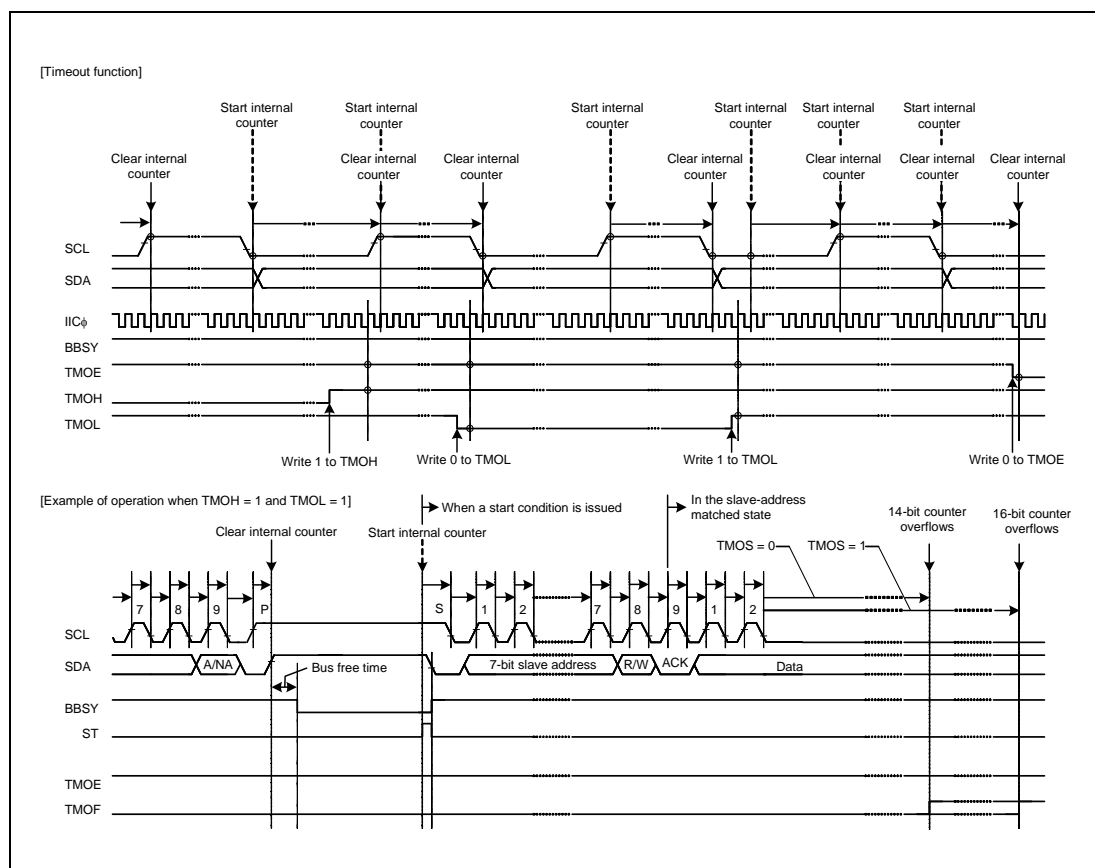 [Timeout function]
Start internal
counter
Start internal
counter
Start internal
counter
Start internal
counter
Start internal
counter
Start internal
counter
Clear internal
counter
Clear internal
counter
Clear internal
counter
Clear internal
counter
Clear internal
counter
Clear internal
counter
Clear internal
counter
SCL
SDA
IICφ
BBSY
TMOE
TMOH
TMOL
Write 1 to TMOH
Write 0 to TMOL
Write 1 to TMOL
Write 0 to TMOE
[Example of operation when TMOH = 1 and TMOL = 1]
When a start condition is issued
In the slave-address
matched state
Clear internal counter
Start internal counter
14-bit counter
overflows
16-bit counter
overflows
TMOS = 0
TMOS = 1
7 8 9 P S 1 2 7 8 9 1 2
SCL
SDA
A/NA
Bus free time
7-bit slave address
R/W
ACK
Data
BBSY
ST
TMOE
TMOF